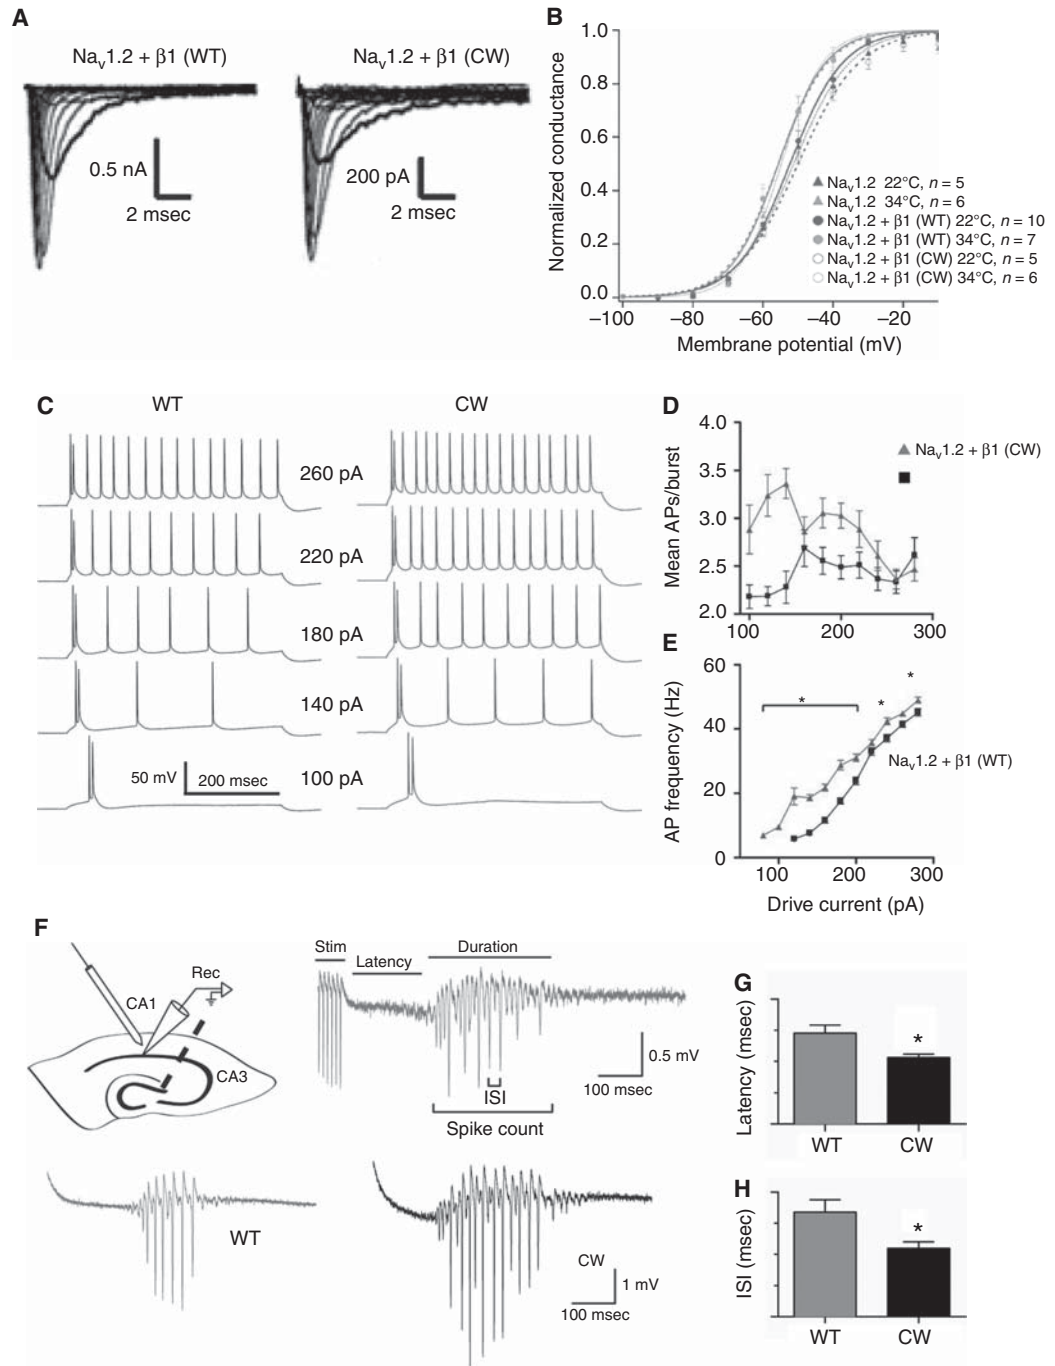 A
Nav1.2 + β1 (WT)
Nav1.2 + β1 (CW)
0.5 nA
2 msec
200 pA
2 msec
B
Normalized conductance
1.0
0.8
0.6
0.4
0.2
0.0
–100
–80
–60
–40
–20
Membrane potential (mV)
Nav1.2 22°C, n = 5
Nav1.2 34°C, n = 6
Nav1.2 + β1 (WT) 22°C, n = 10
Nav1.2 + β1 (WT) 34°C, n = 7
Nav1.2 + β1 (CW) 22°C, n = 5
Nav1.2 + β1 (CW) 34°C, n = 6
C
WT
CW
260 pA
220 pA
180 pA
140 pA
100 pA
50 mV
200 msec
D
Mean APs/burst
4.0
3.5
3.0
2.5
2.0
100
200
300
Nav1.2 + β1 (CW)
E
AP frequency (Hz)
60
40
20
0
*
*
*
Nav1.2 + β1 (WT)
100
200
300
Drive current (pA)
F
Rec
CA1
CA3
Stim
Latency
Duration
0.5 mV
100 msec
ISI
Spike count
WT
CW
1 mV
100 msec
G
Latency (msec)
*
WT
CW
H
ISI (msec)
*
WT
CW